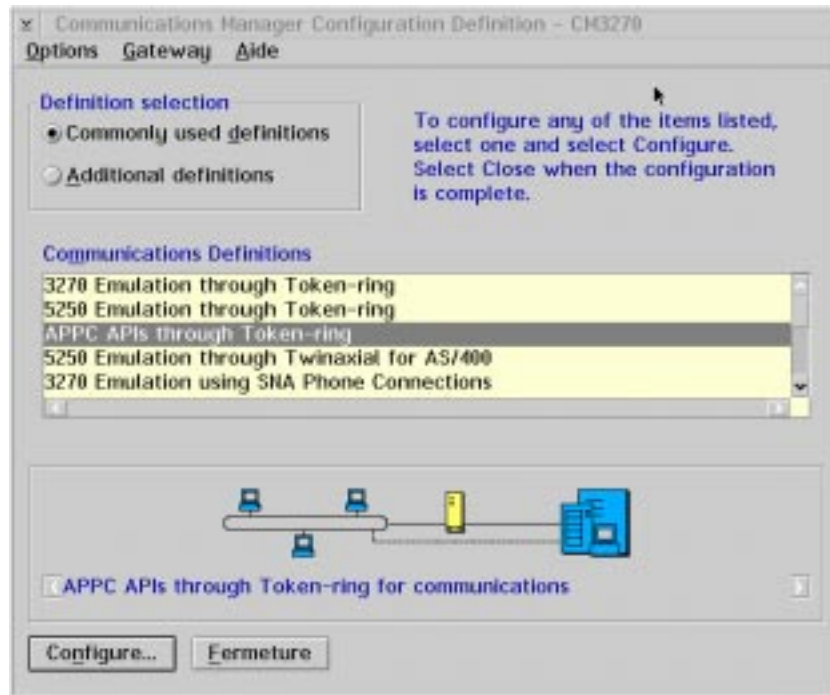 Communications Manager Configuration Definition - CM3270
Options Gateway Aide
Definition selection
Commonly used definitions
Additional definitions
To configure any of the items listed,
select one and select Configure.
Select Close when the configuration
is complete.
Communications Definitions
3270 Emulation through Token-ring
5250 Emulation through Token-ring
APPC APIs through Token-ring
5250 Emulation through Twinaxial for AS/400
3270 Emulation using SNA Phone Connections
APPC APIs through Token-ring for communications
Configure... Fermeture